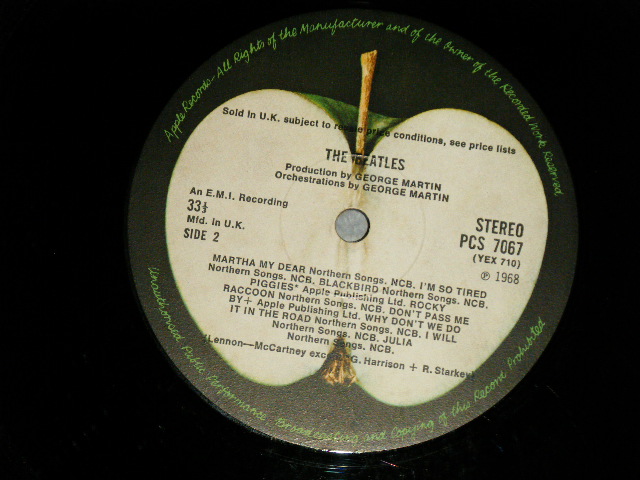 Apple Records-All Rights of the Manufacturer and of the Owner of the Recorded Work Reserved
Sold In U.K. subject to resale price conditions, see price lists
THE BEATLES
Production by GEORGE MARTIN
Orchestrations by GEORGE MARTIN
An E.M.I. Recording
33⅓
Mfd. In U.K.
SIDE 2
STEREO
PCS 7067
(YEX 710)
℗ 1968
MARTHA MY DEAR Northern Songs. NCB. I'M SO TIRED
Northern Songs. NCB. BLACKBIRD Northern Songs. NCB.
PIGGIES* Apple Publishing Ltd. ROCKY
RACCOON Northern Songs. NCB. DON'T PASS ME
BY+ Apple Publishing Ltd. WHY DON'T WE DO
IT IN THE ROAD Northern Songs. NCB. I WILL
Northern Songs. NCB. JULIA
Northern Songs. NCB.
(Lennon—McCartney except *G. Harrison + R. Starkey)
Unauthorised Public Performance Broadcasting and Copying of this Record Prohibited